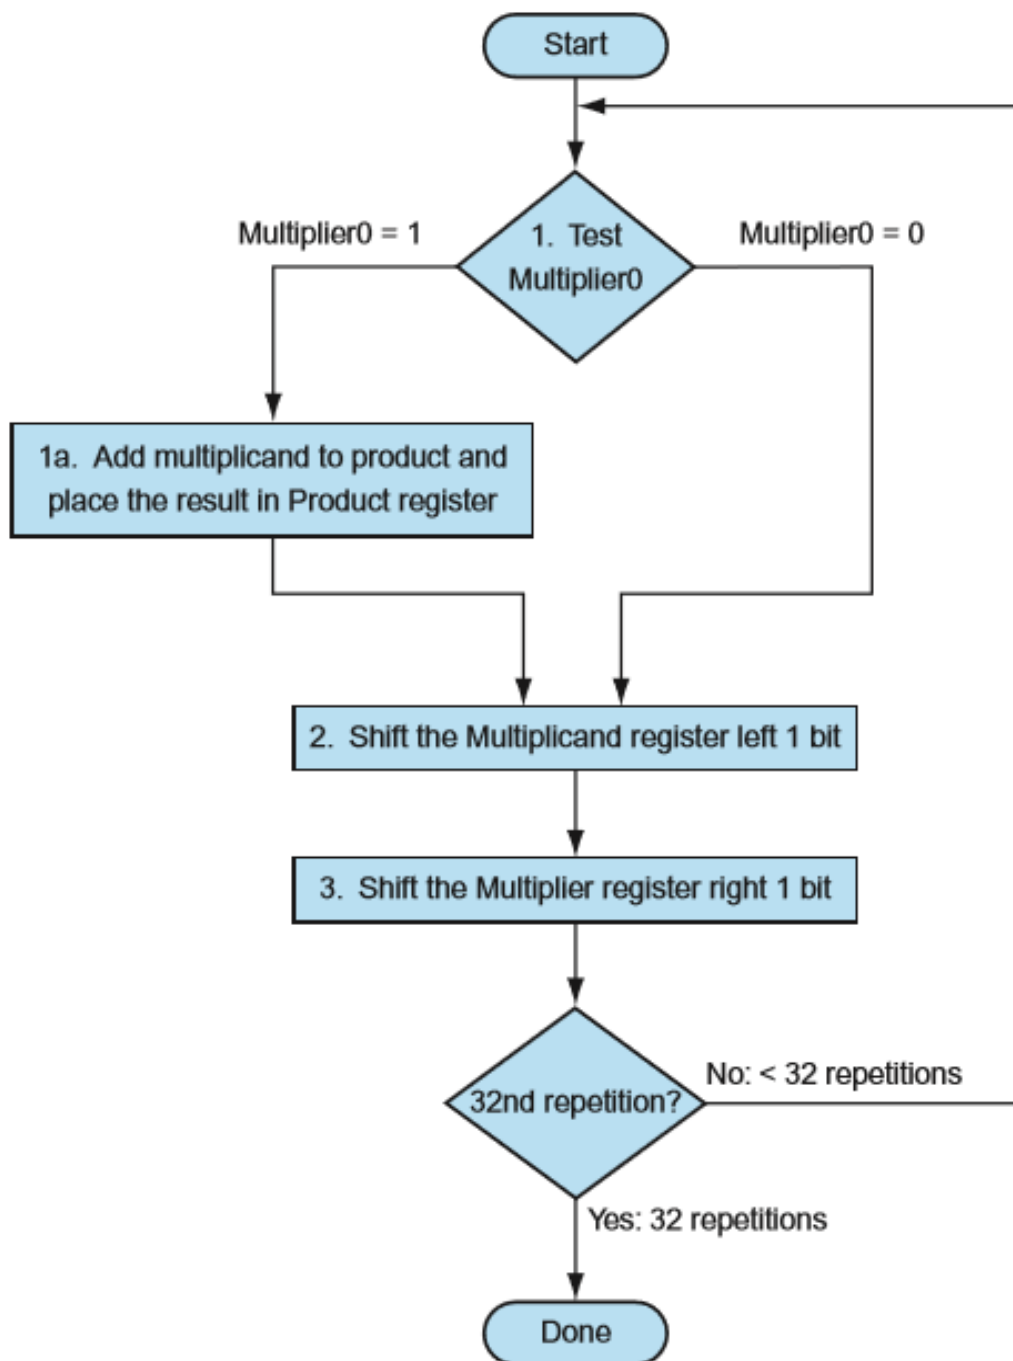 Start
Multiplier0 = 1
1. Test
Multiplier0
Multiplier0 = 0
1a. Add multiplicand to product and
place the result in Product register
2. Shift the Multiplicand register left 1 bit
3. Shift the Multiplier register right 1 bit
32nd repetition?
No: < 32 repetitions
Yes: 32 repetitions
Done